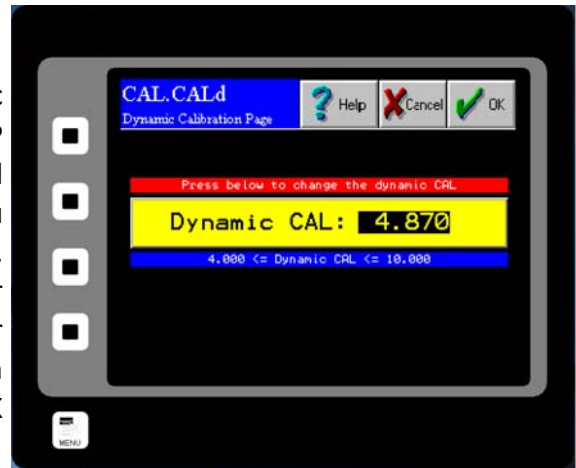 CAL.CALd
Dynamic Calibration Page
Help
Cancel
OK
Press below to change the dynamic CAL
Dynamic CAL: 4.870
4.000 <= Dynamic CAL <= 10.000
MENU